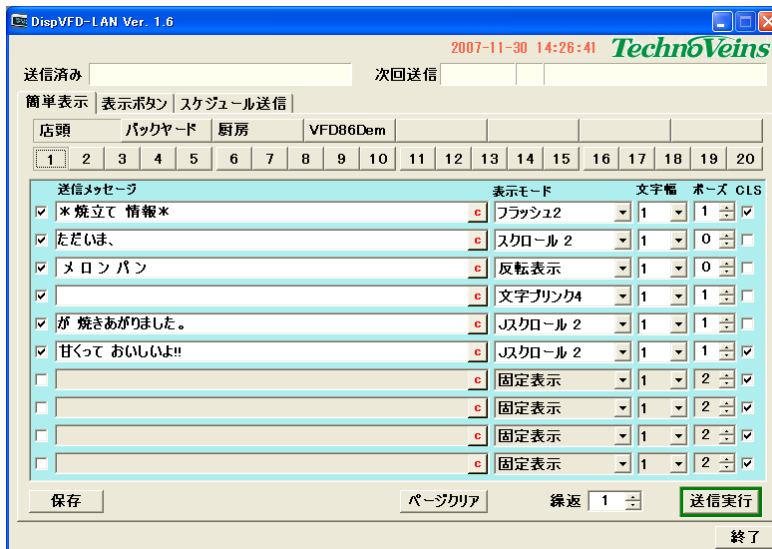 DispVFD-LAN Ver. 1.6
2007-11-30 14:26:41 TechnoVeins
送信済み 次回送信
簡単表示 表示ボタン スケジュール送信
店頭 バックヤード 厨房 VFD86Dem
1 2 3 4 5 6 7 8 9 10 11 12 13 14 15 16 17 18 19 20
送信メッセージ 表示モード 文字幅 ポーズ CLS
＊焼立て 情報＊ c フラッシュ2 1 1
ただいま、 c スクロール 2 1 0
メ ロ ン パ ン c 反転表示 1 0
c 文字ブリンク4 1 1
が 焼きあがりました。 c Jスクロール 2 1 1
甘くって おいしいよ!! c Jスクロール 2 1 1
c 固定表示 1 2
c 固定表示 1 2
c 固定表示 1 2
c 固定表示 1 2
保存 ページクリア 繰返 1 送信実行
終了